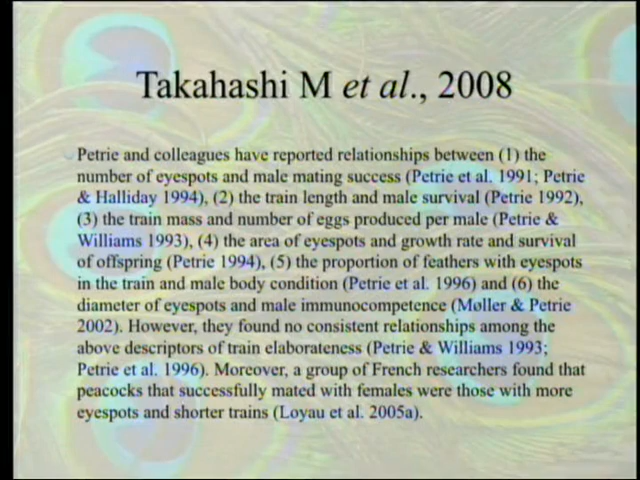 Takahashi M et al., 2008
Petrie and colleagues have reported relationships between (1) the
number of eyespots and male mating success (Petrie et al. 1991; Petrie
& Halliday 1994), (2) the train length and male survival (Petrie 1992),
(3) the train mass and number of eggs produced per male (Petrie &
Williams 1993), (4) the area of eyespots and growth rate and survival
of offspring (Petrie 1994), (5) the proportion of feathers with eyespots
in the train and male body condition (Petrie et al. 1996) and (6) the
diameter of eyespots and male immunocompetence (Møller & Petrie
2002). However, they found no consistent relationships among the
above descriptors of train elaborateness (Petrie & Williams 1993;
Petrie et al. 1996). Moreover, a group of French researchers found that
peacocks that successfully mated with females were those with more
eyespots and shorter trains (Loyau et al. 2005a).